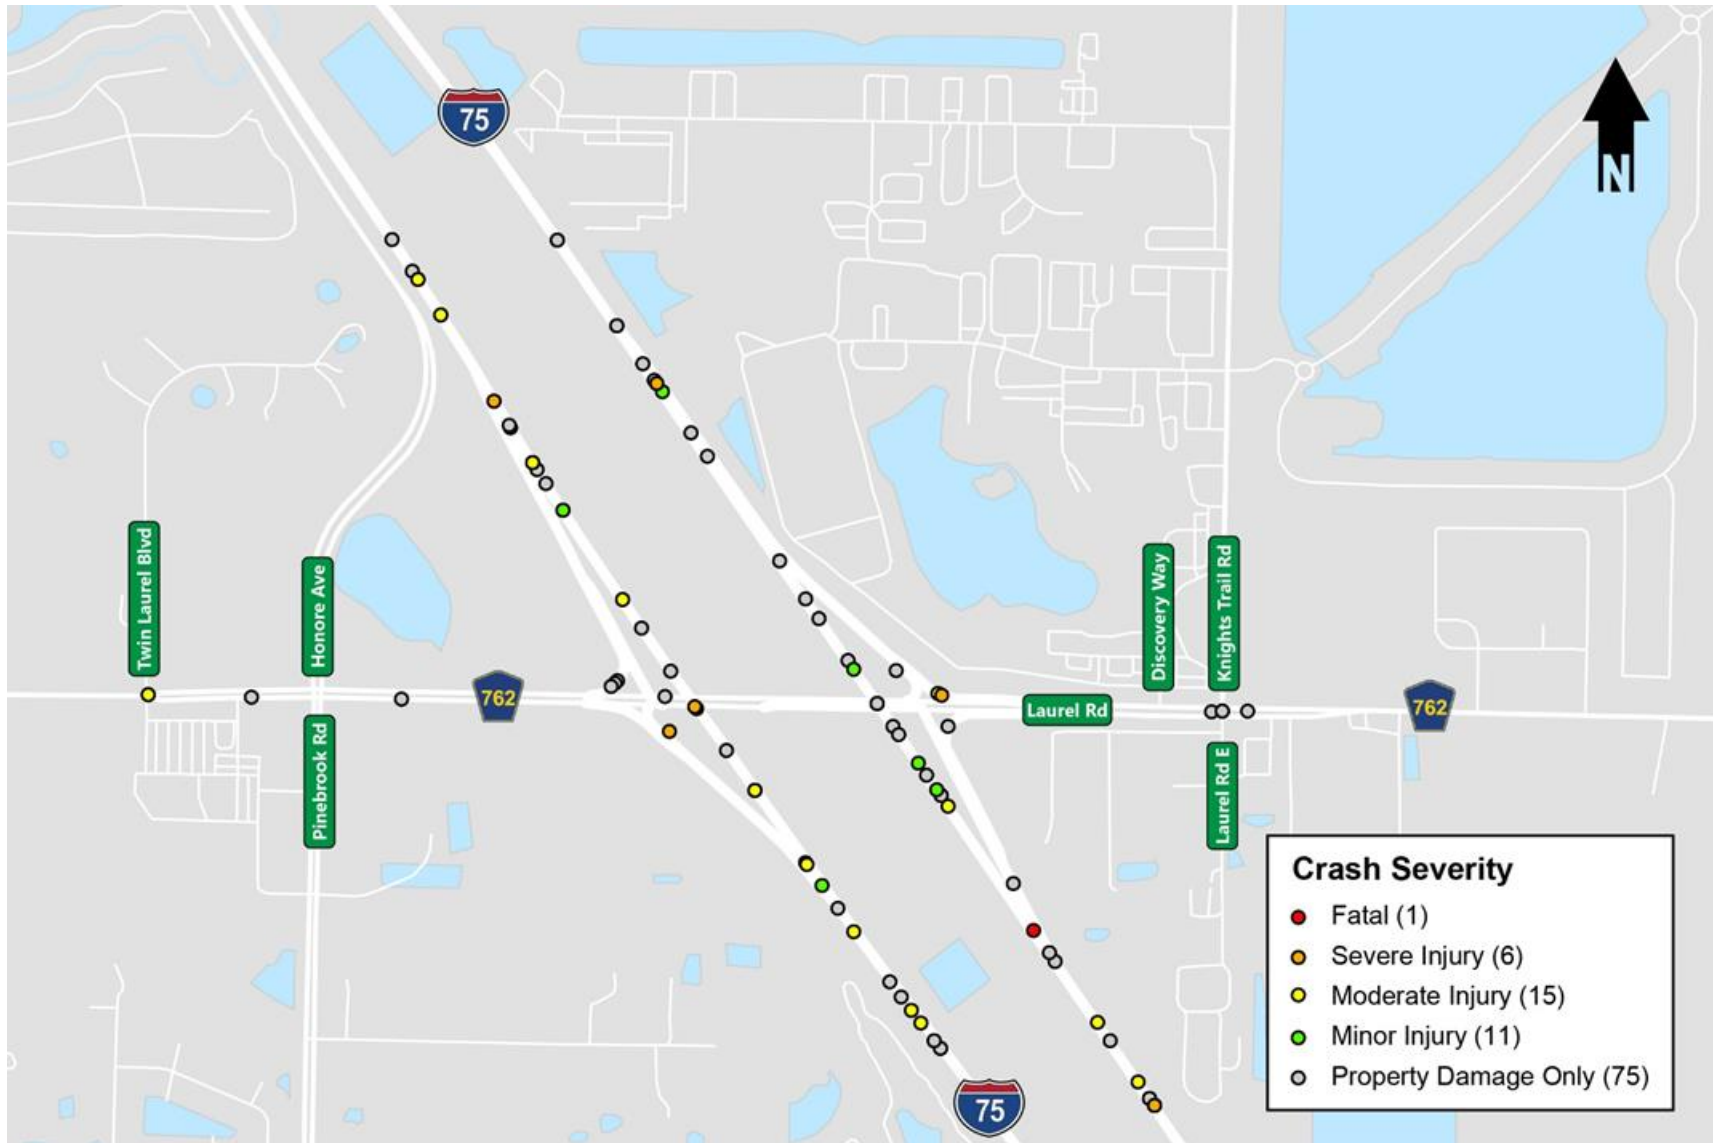 75
N
Twin Laurel Blvd
Honore Ave
Discovery Way
Knights Trail Rd
762
Laurel Rd
762
Pinebrook Rd
Laurel Rd E
75
Crash Severity
Fatal (1)
Severe Injury (6)
Moderate Injury (15)
Minor Injury (11)
Property Damage Only (75)